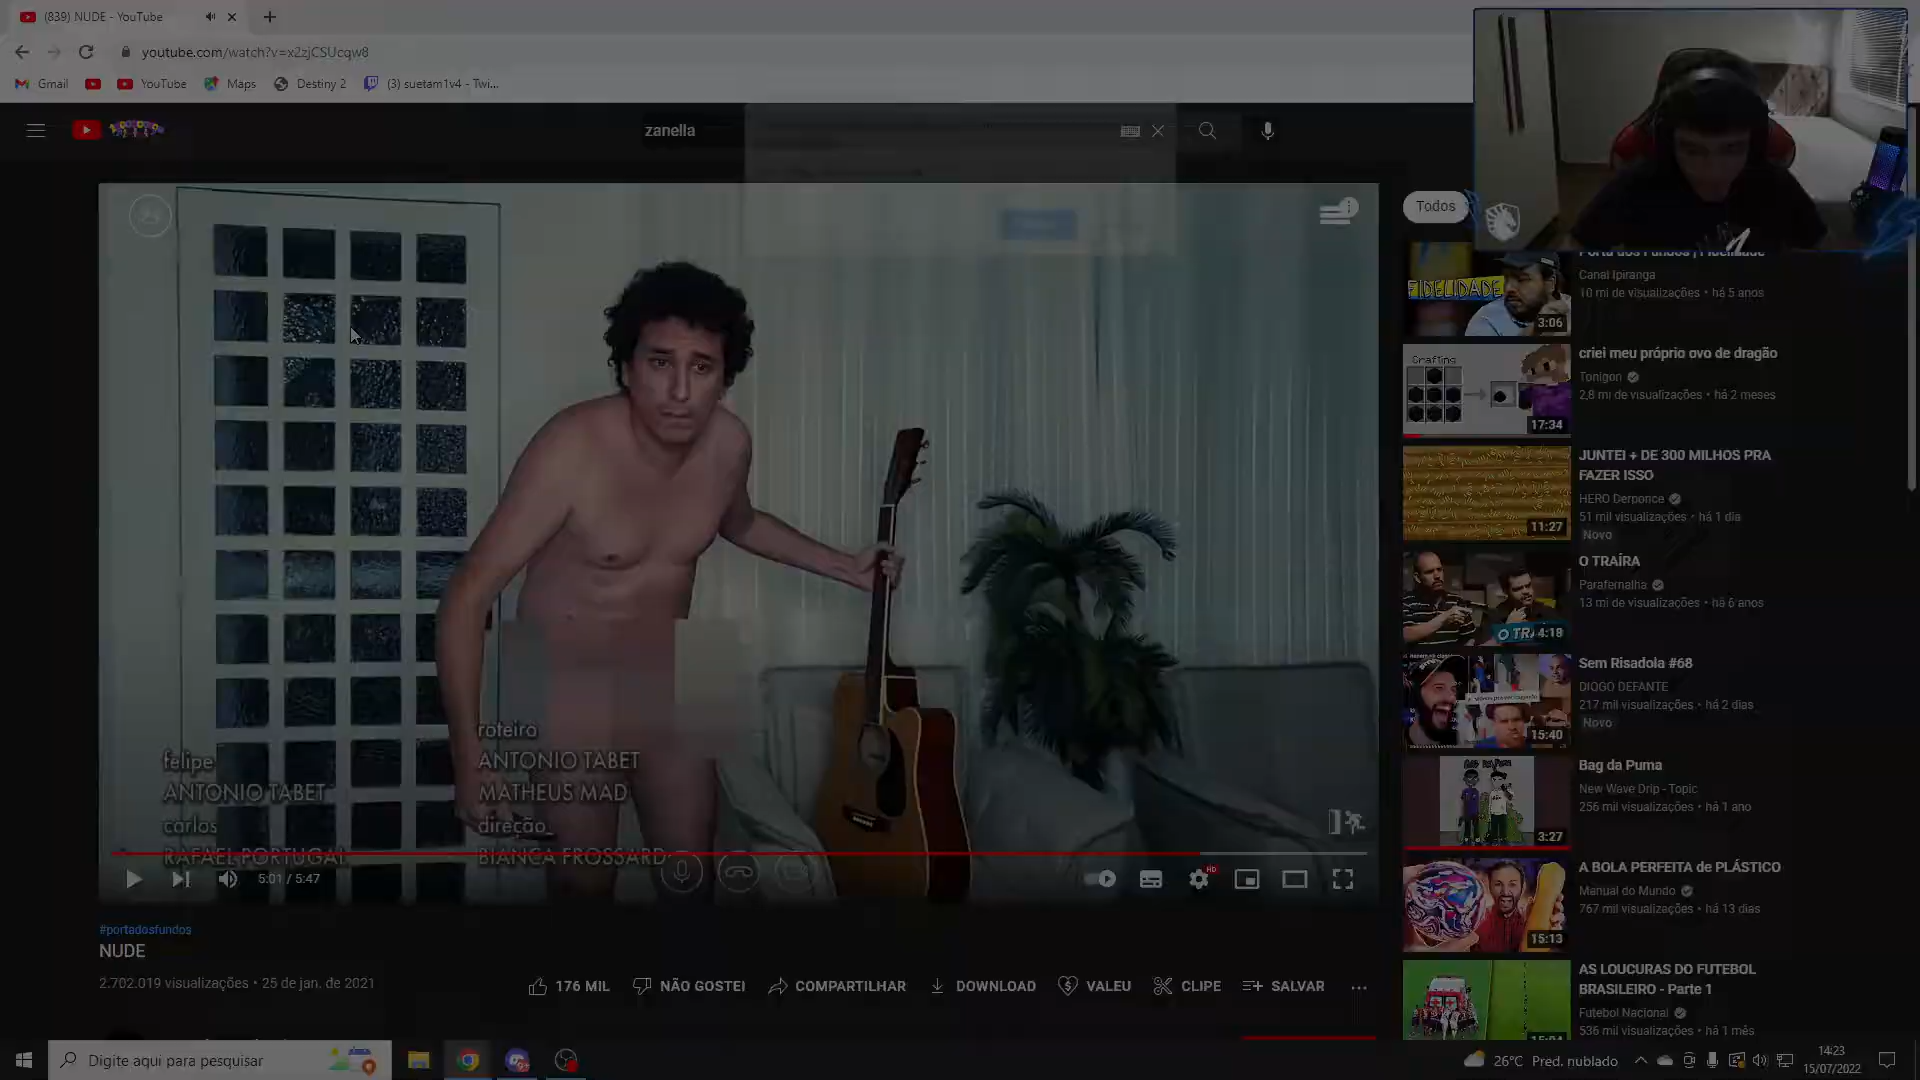 (839) NUDE - YouTube
youtube.com/watch?v=x2zjCSUcqw8
Gmail
YouTube
Maps
Destiny 2
(3) suetam1v4 - Twi...
zanella
Todos
Porta dos Fundos | Fidelidade
Canal Ipiranga
10 mi de visualizações • há 5 anos
FIDELIDADE
3:06
criei meu próprio ovo de dragão
Tonigon
2,8 mi de visualizações • há 2 meses
Crafting
17:34
JUNTEI + DE 300 MILHOS PRA
FAZER ISSO
HERO Derponce
51 mil visualizações • há 1 dia
Novo
11:27
O TRAÍRA
Parafernalha
13 mi de visualizações • há 6 anos
O TRA
4:18
Sem Risadola #68
DIOGO DEFANTE
217 mil visualizações • há 2 dias
Novo
15:40
Bag da Puma
New Wave Drip - Topic
256 mil visualizações • há 1 ano
3:27
A BOLA PERFEITA de PLÁSTICO
Manual do Mundo
767 mil visualizações • há 13 dias
15:13
AS LOUCURAS DO FUTEBOL
BRASILEIRO - Parte 1
Futebol Nacional
536 mil visualizações • há 1 mês
15:04
felipe
ANTONIO TABET
carlos
RAFAEL PORTUGAL
roteiro
ANTONIO TABET
MATHEUS MAD
direção
BIANCA FROSSARD
5:01 / 5:47
HD
#portadosfundos
NUDE
2.702.019 visualizações • 25 de jan. de 2021
176 MIL
NÃO GOSTEI
COMPARTILHAR
DOWNLOAD
VALEU
CLIPE
SALVAR
Digite aqui para pesquisar
26°C Pred. nublado
14:23
15/07/2022